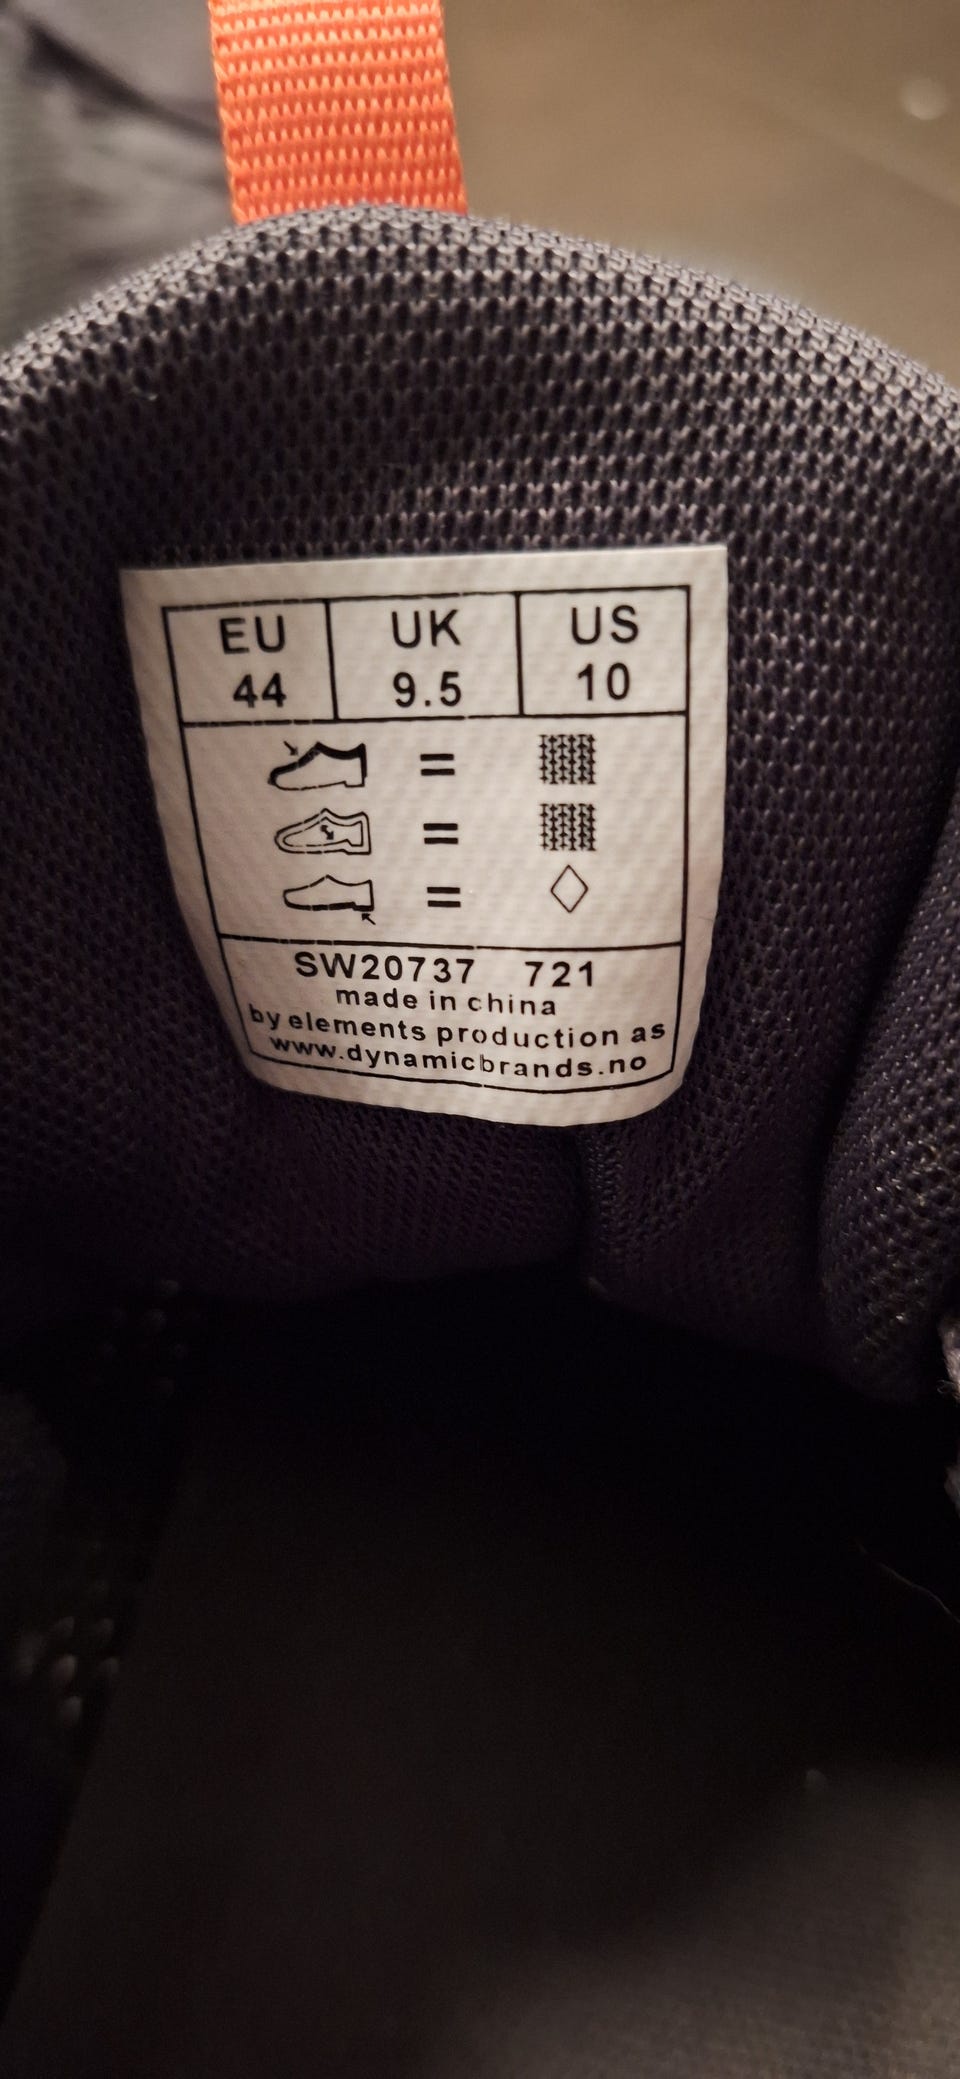 EU UK US
44 9.5 10
=
=
=
SW20737 721
made in china
by elements production as
www.dynamicbrands.no